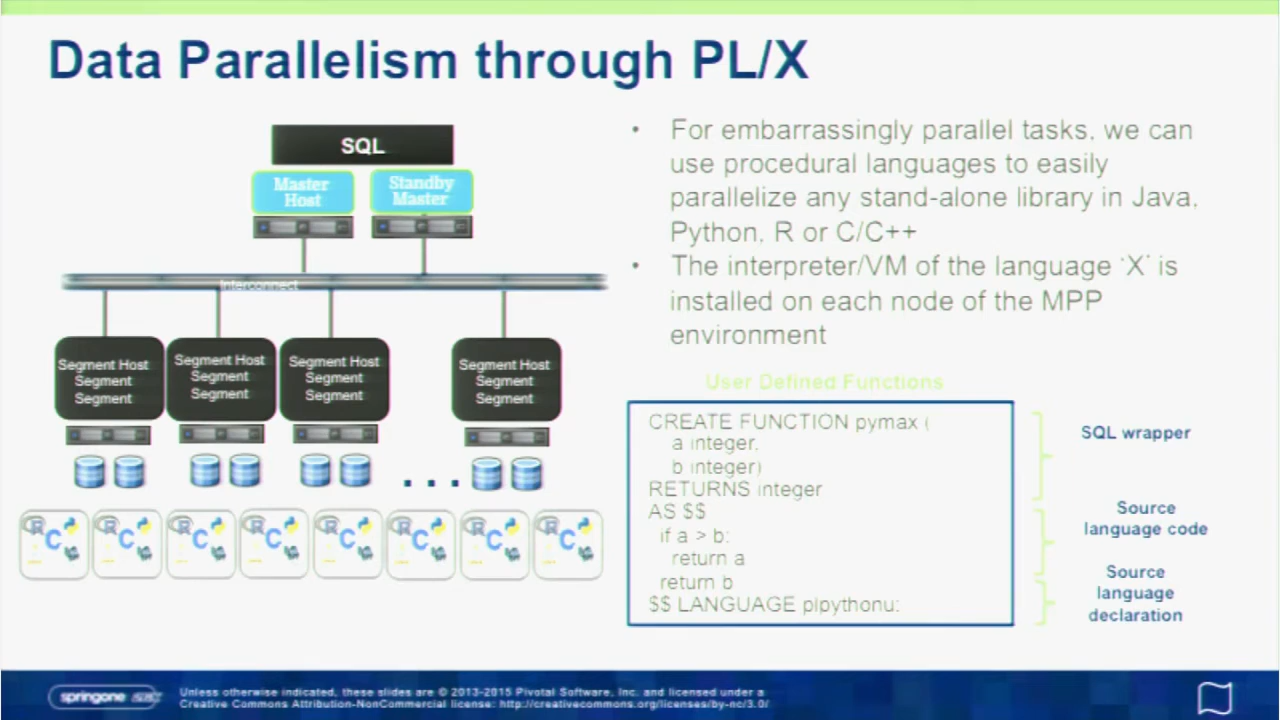 Data Parallelism through PL/X
SQL
Master
Host
Standby
Master
Interconnect
Segment Host
Segment
Segment
Segment Host
Segment
Segment
Segment Host
Segment
Segment
Segment Host
Segment
Segment
. . .
• For embarrassingly parallel tasks, we can
use procedural languages to easily
parallelize any stand-alone library in Java,
Python, R or C/C++
• The interpreter/VM of the language ‘X’ is
installed on each node of the MPP
environment
User Defined Functions
CREATE FUNCTION pymax (
a integer,
b integer)
RETURNS integer
AS $$
if a > b:
return a
return b
$$ LANGUAGE plpythonu;
SQL wrapper
Source
language code
Source
language
declaration
R C
R C
R C
R C
R C
R C
R C
R C
springone
Unless otherwise indicated, these slides are © 2013-2015 Pivotal Software, Inc. and licensed under a
Creative Commons Attribution-NonCommercial license: http://creativecommons.org/licenses/by-nc/3.0/